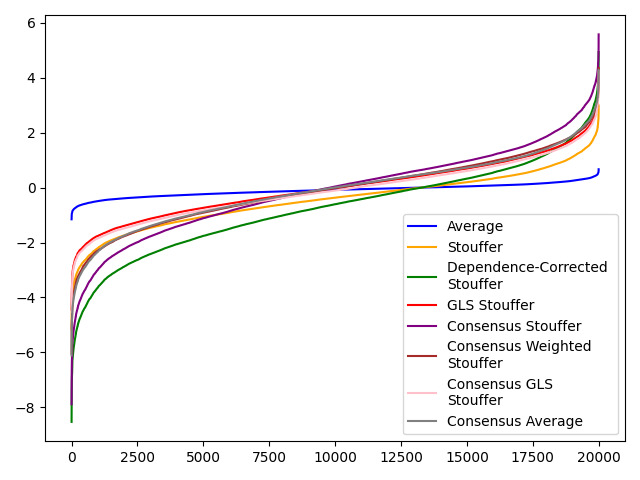 6
4
2
0
−2
−4
−6
−8
0
2500
5000
7500
10000
12500
15000
17500
20000
Average
Stouffer
Dependence-Corrected
Stouffer
GLS Stouffer
Consensus Stouffer
Consensus Weighted
Stouffer
Consensus GLS
Stouffer
Consensus Average